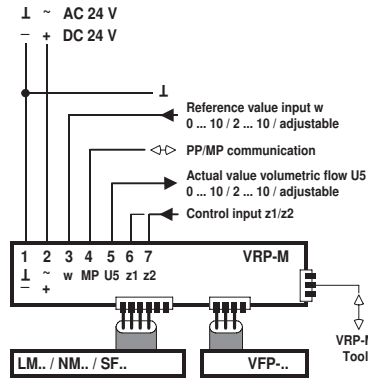 ⊥ ~ AC 24 V
– + DC 24 V
⊥
Reference value input w
0 ... 10 / 2 ... 10 / adjustable
PP/MP communication
Actual value volumetric flow U5
0 ... 10 / 2 ... 10 / adjustable
Control input z1/z2
1 2 3 4 5 6 7 VRP-M
⊥ ~ w MP U5 z1 z2
– +
VRP-M
Tool
LM.. / NM.. / SF.. VFP-..